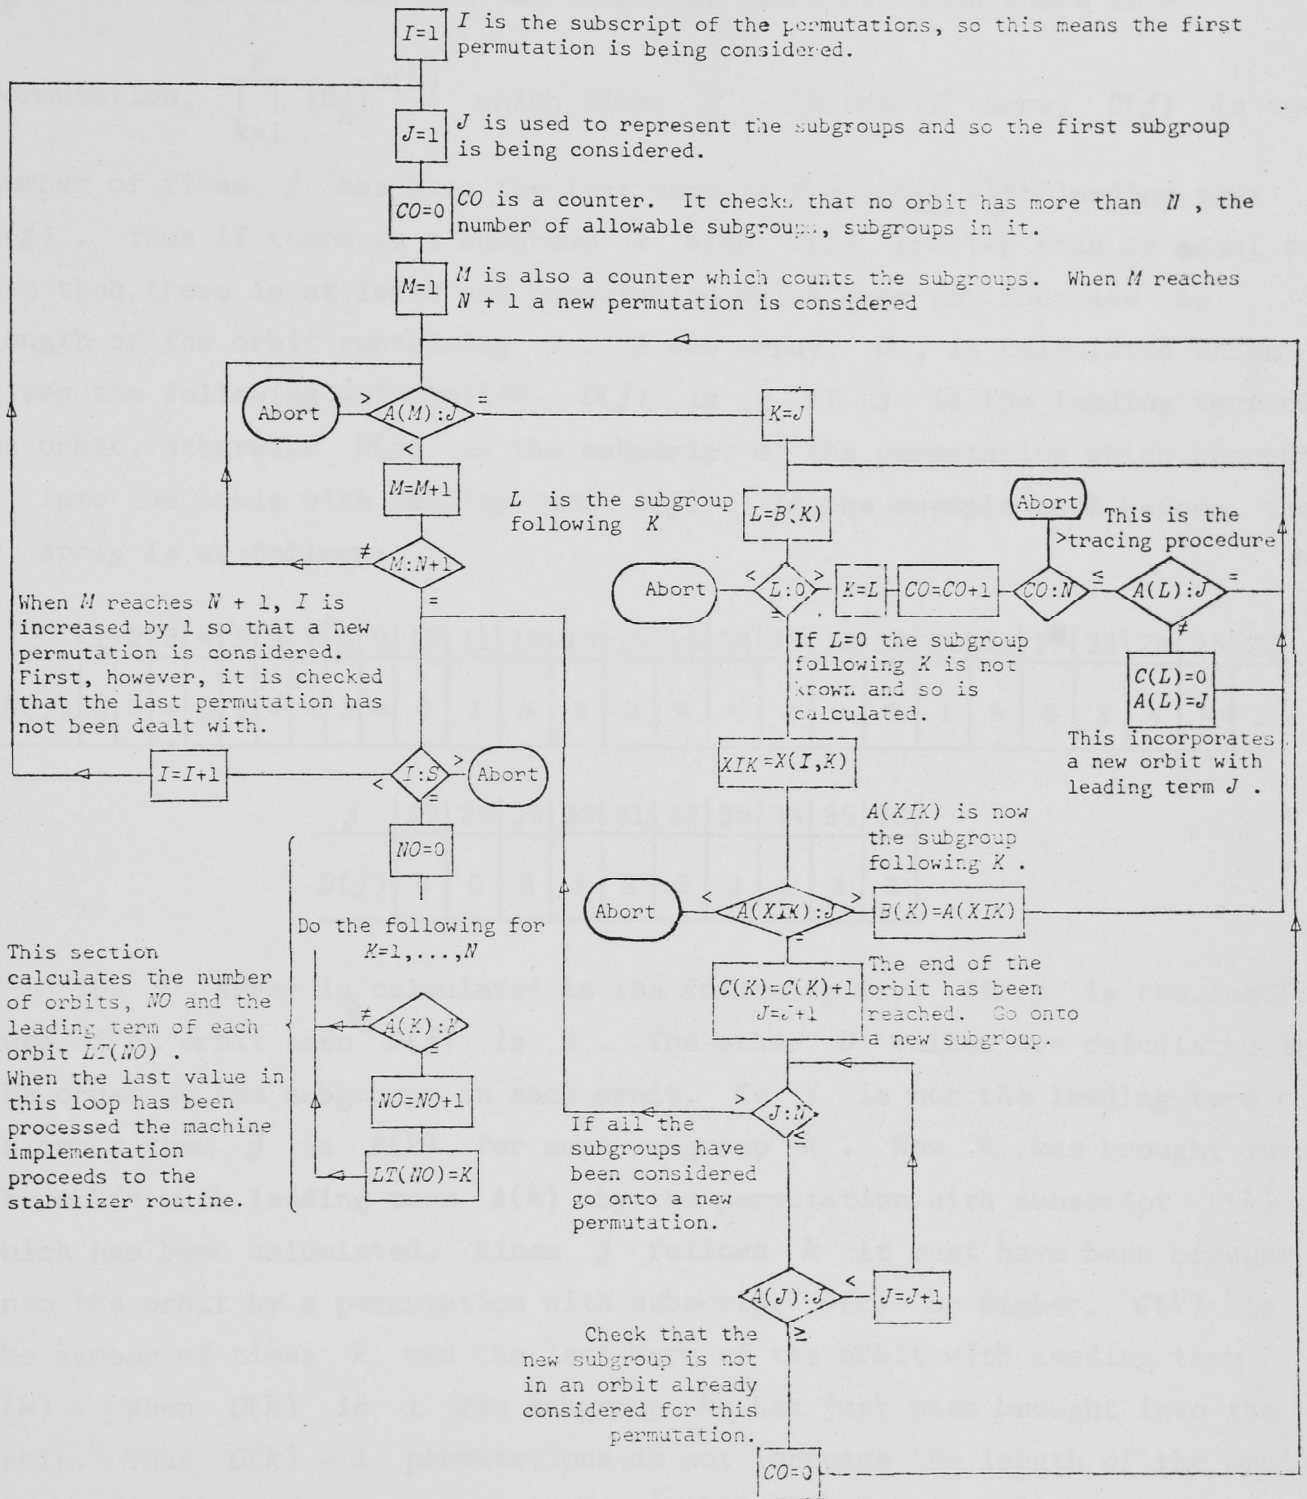 I=1
I is the subscript of the permutations, so this means the first
permutation is being considered.
J=1
J is used to represent the subgroups and so the first subgroup
is being considered.
CO=0
CO is a counter. It checks that no orbit has more than N , the
number of allowable subgroups, subgroups in it.
M=1
M is also a counter which counts the subgroups. When M reaches
N + 1 a new permutation is considered
Abort
>
A(M):J
=
<
K=J
M=M+1
L is the subgroup
following K
L=B(K)
Abort
>
This is the
tracing procedure
≠
M:N+1
=
Abort
<
L:0
>
=
K=L
CO=CO+1
CO:N
≤
A(L):J
=
≠
When M reaches N + 1, I is
increased by 1 so that a new
permutation is considered.
First, however, it is checked
that the last permutation has
not been dealt with.
If L=0 the subgroup
following K is not
known and so is
calculated.
C(L)=0
A(L)=J
This incorporates
a new orbit with
leading term J .
I=I+1
<
I:S
>
=
Abort
XIK=X(I,K)
A(XIK) is now
the subgroup
following K .
NO=0
Abort
<
A(XIK):J
>
=
B(K)=A(XIK)
Do the following for
K=1,...,N
This section
calculates the number
of orbits, NO and the
leading term of each
orbit LT(NO) .
When the last value in
this loop has been
processed the machine
implementation
proceeds to the
stabilizer routine.
≠
A(K):K
=
NO=NO+1
LT(NO)=K
C(K)=C(K)+1
J=J+1
The end of the
orbit has been
reached. Go onto
a new subgroup.
>
J:N
≤
If all the
subgroups have
been considered
go onto a new
permutation.
A(J):J
<
≥
J=J+1
Check that the
new subgroup is not
in an orbit already
considered for this
permutation.
CO=0